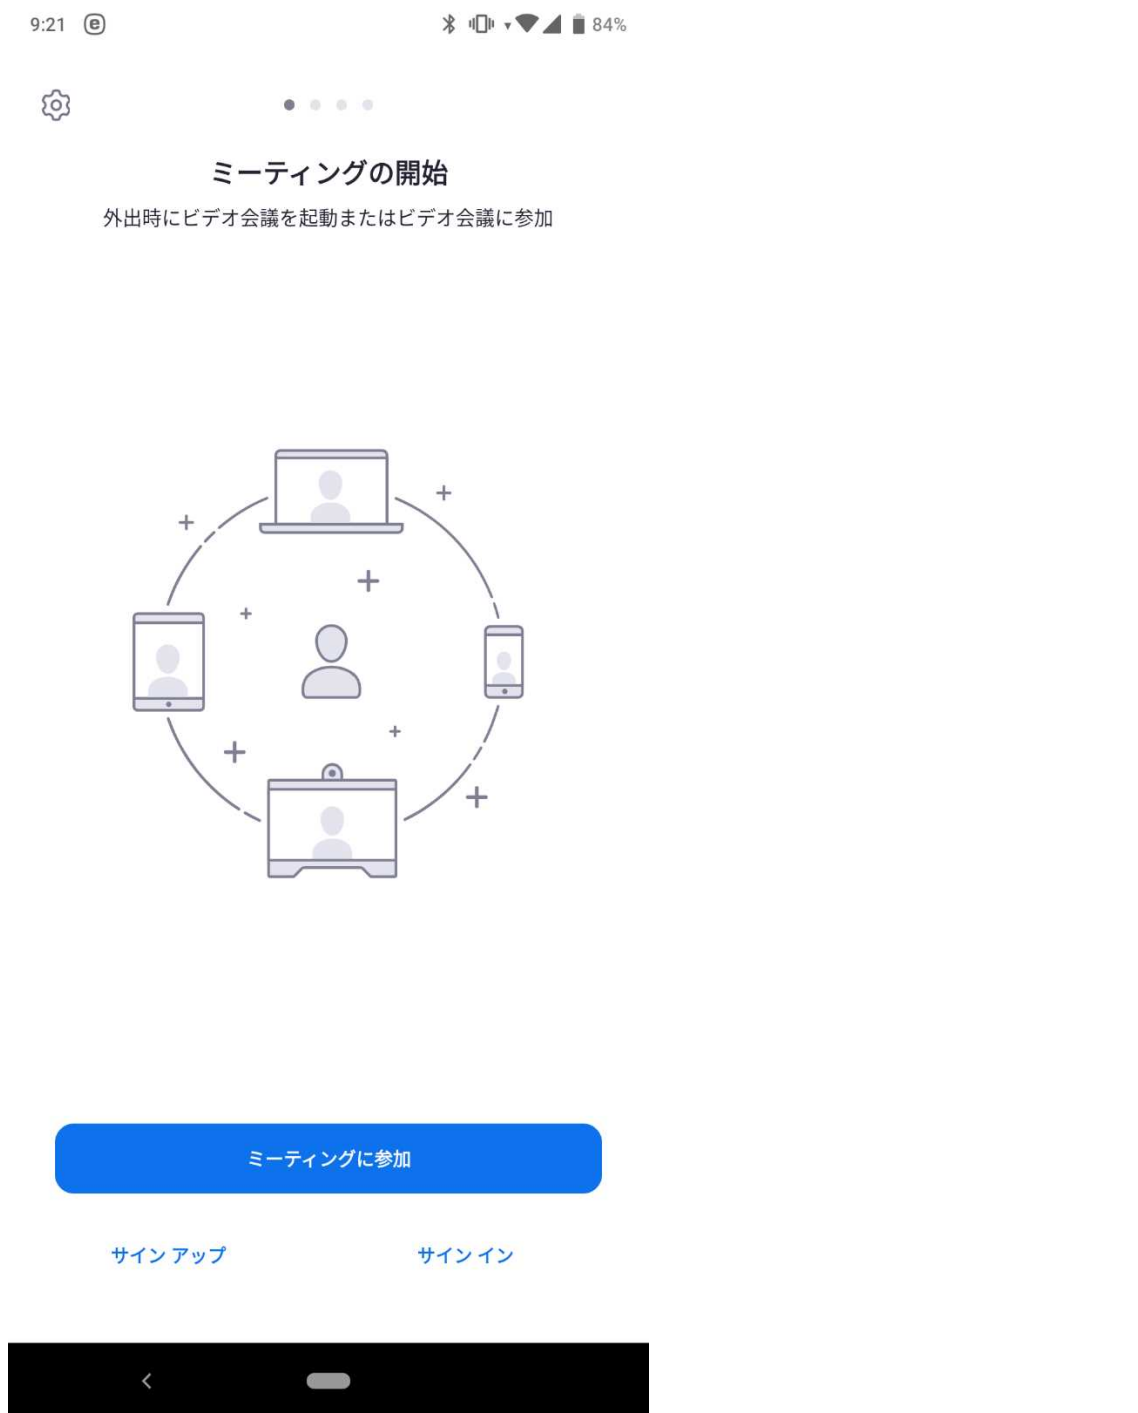 9:21
84%
ミーティングの開始
外出時にビデオ会議を起動またはビデオ会議に参加
ミーティングに参加
サイン アップ
サイン イン